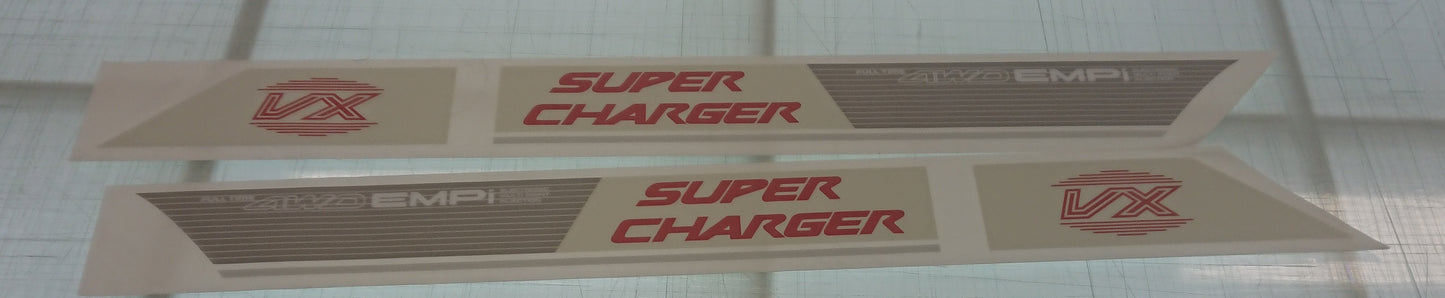 VX
SUPER
CHARGER
FULL TIME 4WD EMPi
FULL TIME 4WD EMPi
SUPER
CHARGER
VX